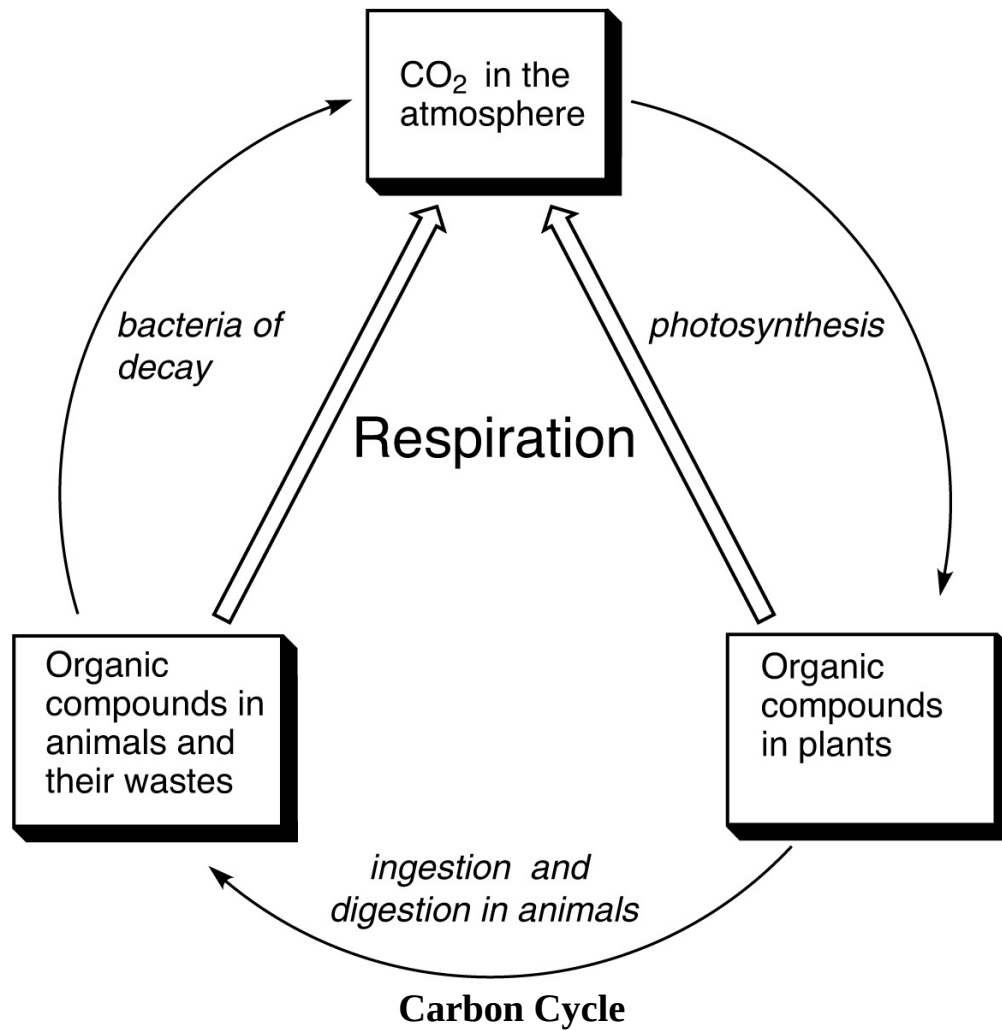 CO₂ in the
atmosphere
bacteria of
decay
photosynthesis
Respiration
Organic
compounds in
animals and
their wastes
Organic
compounds
in plants
ingestion and
digestion in animals
Carbon Cycle